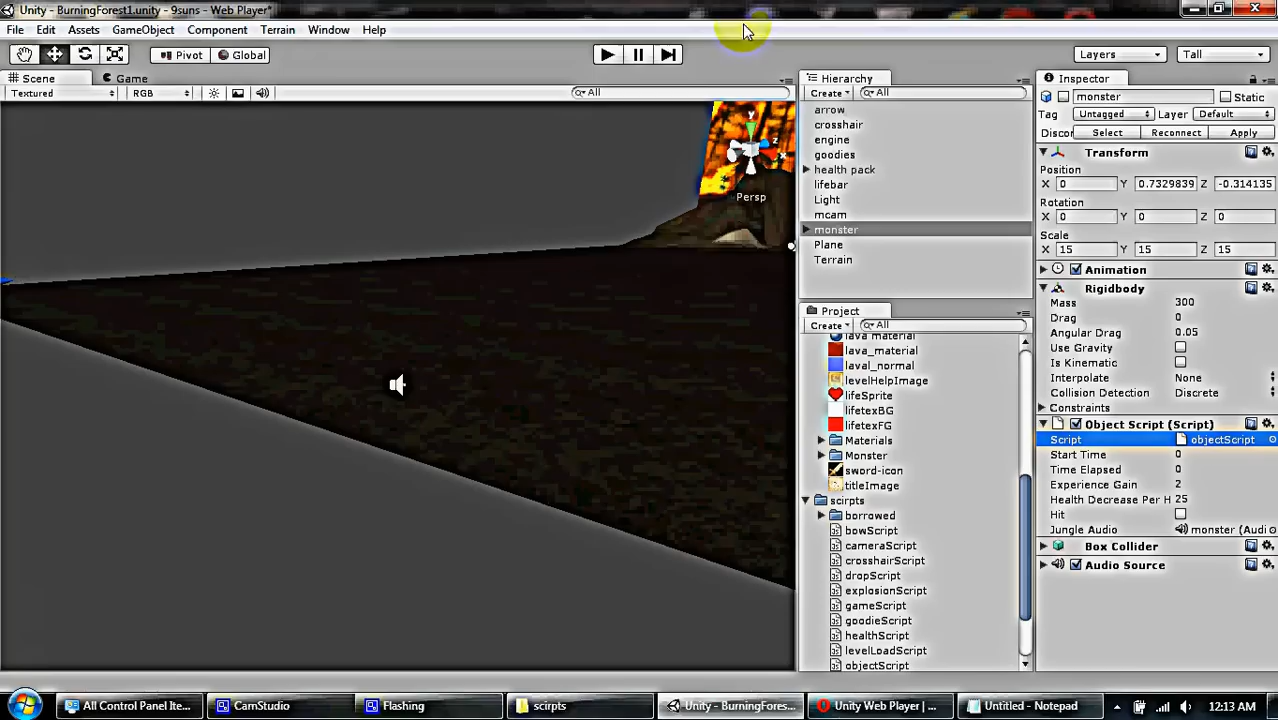 Unity - BurningForest1.unity - 9suns - Web Player*
File Edit Assets GameObject Component Terrain Window Help
Pivot Global Layers Tall
Scene Game
Textured RGB All
y
z
x
Persp
Hierarchy
Create All
arrow
crosshair
engine
goodies
health pack
lifebar
Light
mcam
monster
Plane
Terrain
Project
Create All
lava material
lava_material
laval_normal
levelHelpImage
lifeSprite
lifetexBG
lifetexFG
Materials
Monster
sword-icon
titleImage
scirpts
borrowed
bowScript
cameraScript
crosshairScript
dropScript
explosionScript
gameScript
goodieScript
healthScript
levelLoadScript
objectScript
Inspector
monster Static
Tag Untagged Layer Default
Discor Select Reconnect Apply
Transform
Position
X 0 Y 0.7329839 Z -0.314135
Rotation
X 0 Y 0 Z 0
Scale
X 15 Y 15 Z 15
Animation
Rigidbody
Mass 300
Drag 0
Angular Drag 0.05
Use Gravity
Is Kinematic
Interpolate None
Collision Detection Discrete
Constraints
Object Script (Script)
Script objectScript
Start Time 0
Time Elapsed 0
Experience Gain 2
Health Decrease Per H 25
Hit
Jungle Audio monster (Audi
Box Collider
Audio Source
All Control Panel Ite... CamStudio Flashing scirpts Unity - BurningFores... Unity Web Player | ... Untitled - Notepad 12:13 AM